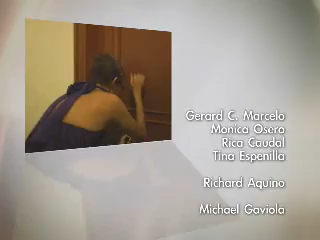 Gerard C. Marcelo
Monica Osero
Rica Caudal
Tina Espenilla
Richard Aquino
Michael Gaviola